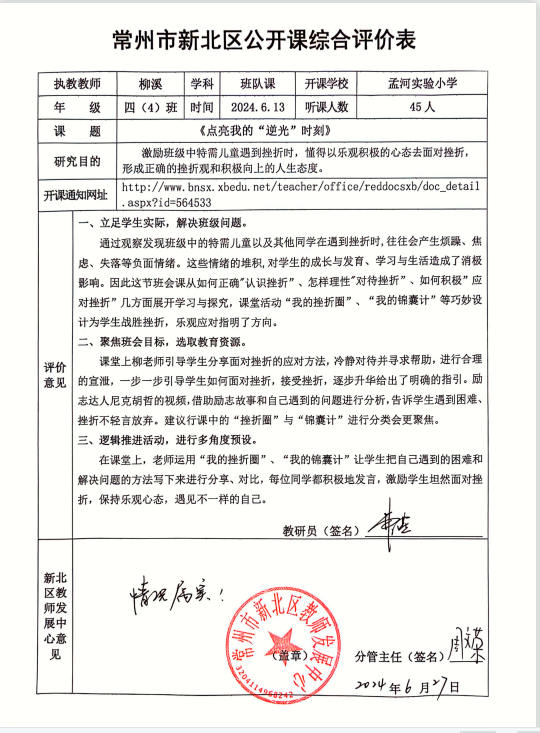 常州市新北区公开课综合评价表
执教教师 柳溪 学科 班队课 开课学校 孟河实验小学
年 级 四（4）班 时间 2024.6.13 听课人数 45人
课 题 《点亮我的“逆光”时刻》
研究目的
激励班级中特需儿童遇到挫折时，懂得以乐观积极的心态去面对挫折，
形成正确的挫折观和积极向上的人生态度。
开课通知网址
http://www.bnsx.xbedu.net/teacher/office/reddocsxb/doc_detail
.aspx?id=564533
评价
意见
一、立足学生实际，解决班级问题。
通过观察发现班级中的特需儿童以及其他同学在遇到挫折时，往往会产生烦躁、焦
虑、失落等负面情绪。这些情绪的堆积，对学生的成长与发育、学习与生活造成了消极
影响。因此这节班会课从如何正确"认识挫折”、怎样理性"对待挫折”、如何积极”应
对挫折”几方面展开学习与探究，课堂活动“我的挫折圈”、“我的锦囊计”等巧妙设
计为学生战胜挫折，乐观应对指明了方向。
二、聚焦班会目标，选取教育资源。
课堂上柳老师引导学生分享面对挫折的应对方法，冷静对待并寻求帮助，进行合理
的宣泄，一步一步引导学生如何面对挫折，接受挫折，逐步升华给出了明确的指引。励
志达人尼克胡哲的视频，借助励志故事和自己遇到的问题进行分析，告诉学生遇到困难、
挫折不轻言放弃。建议行课中的“挫折圈”与“锦囊计”进行分类会更聚焦。
三、逻辑推进活动，进行多角度预设。
在课堂上，老师运用“我的挫折圈”、“我的锦囊计”让学生把自己遇到的困难和
解决问题的方法写下来进行分享、对比，每位同学都积极地发言，激励学生坦然面对挫
折，保持乐观心态，遇见不一样的自己。
教研员（签名）
新北
区教
师发
展中
心意
见
情况属实！
常州市新北区教师发展中心
3204114968242
（盖章） 分管主任（签名）
2024年6月27日